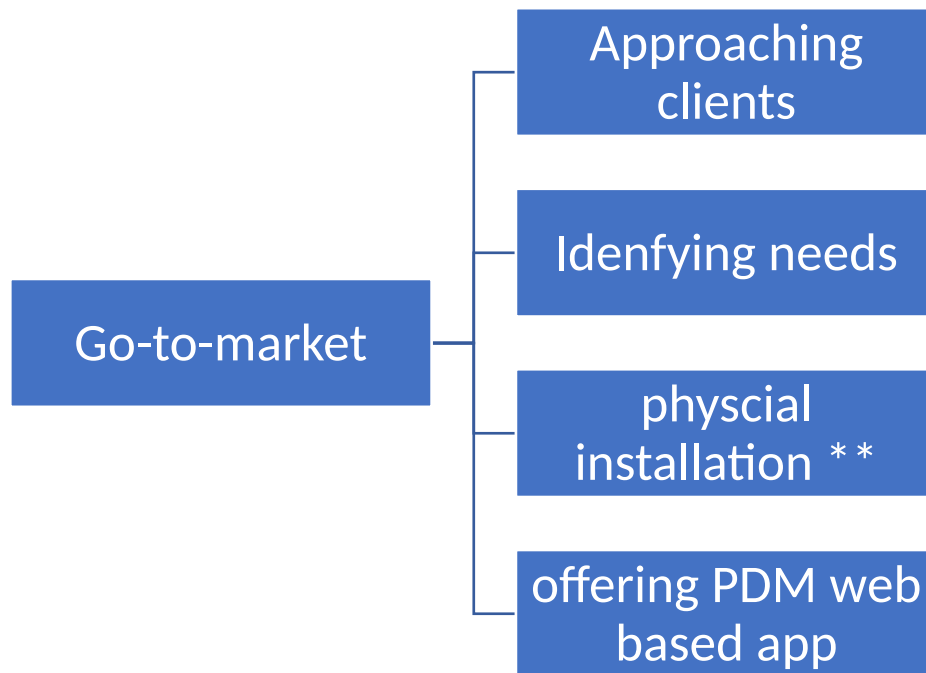 Approaching
clients
Idenfying needs
Go-to-market
physcial
installation **
offering PDM web
based app